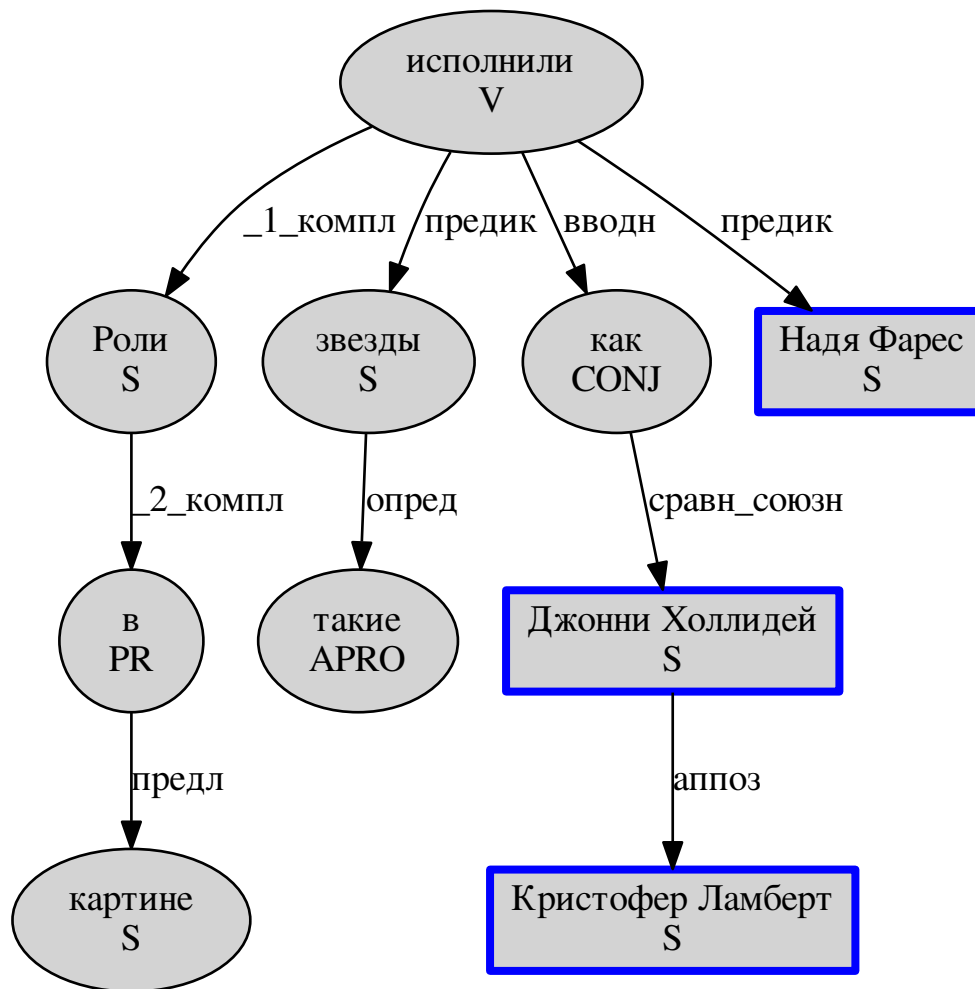 исполнили
V
_1_компл
предик
вводн
предик
Роли
S
звезды
S
как
CONJ
Надя Фарес
S
_2_компл
опред
сравн_союзн
в
PR
такие
APRO
Джонни Холлидей
S
предл
аппоз
картине
S
Кристофер Ламберт
S